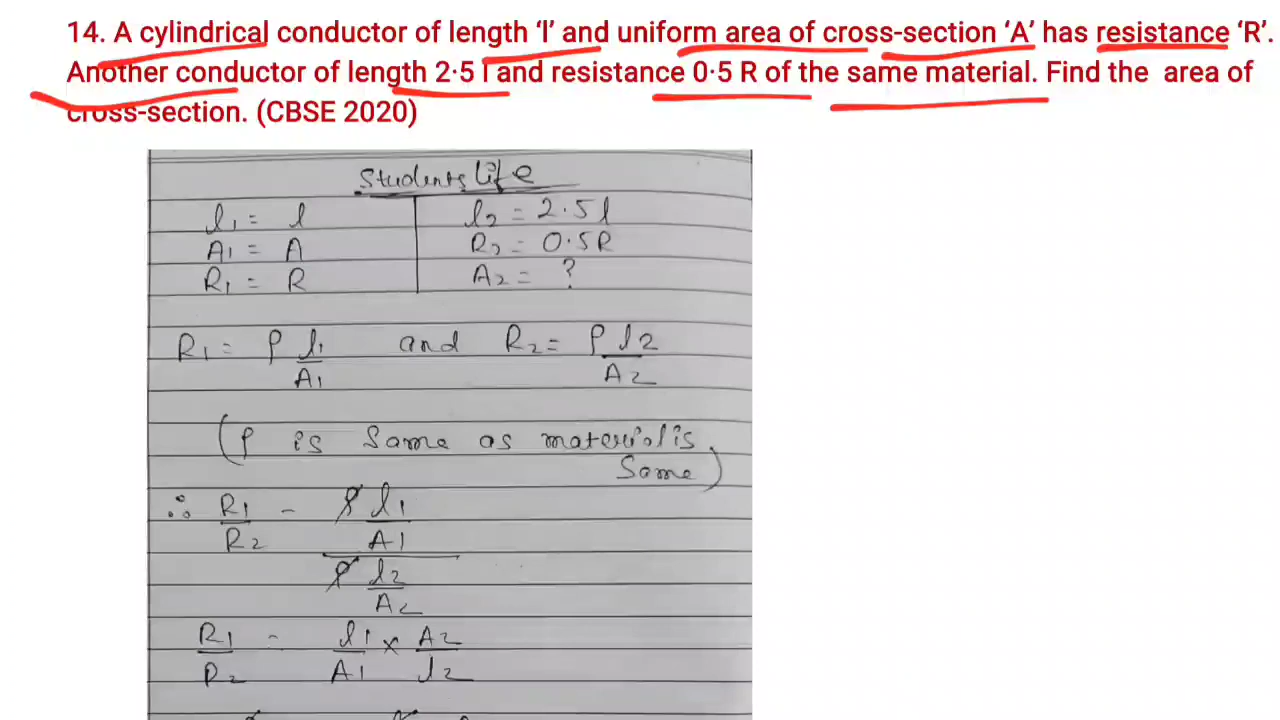 14. A cylindrical conductor of length ‘l’ and uniform area of cross-section ‘A’ has resistance ‘R’.
Another conductor of length 2·5 l and resistance 0·5 R of the same material. Find the area of
cross-section. (CBSE 2020)
Students Life
l₁ = l
l₂ = 2.5l
A₁ = A
R₂ = 0.5R
R₁ = R
A₂ = ?
R₁ = ρ l₁/A₁ and R₂ = ρ l₂/A₂
(ρ is same as material is
same)
∴ R₁/R₂ = ρ l₁/A₁ / ρ l₂/A₂
R₁/R₂ = l₁/A₁ × A₂/l₂